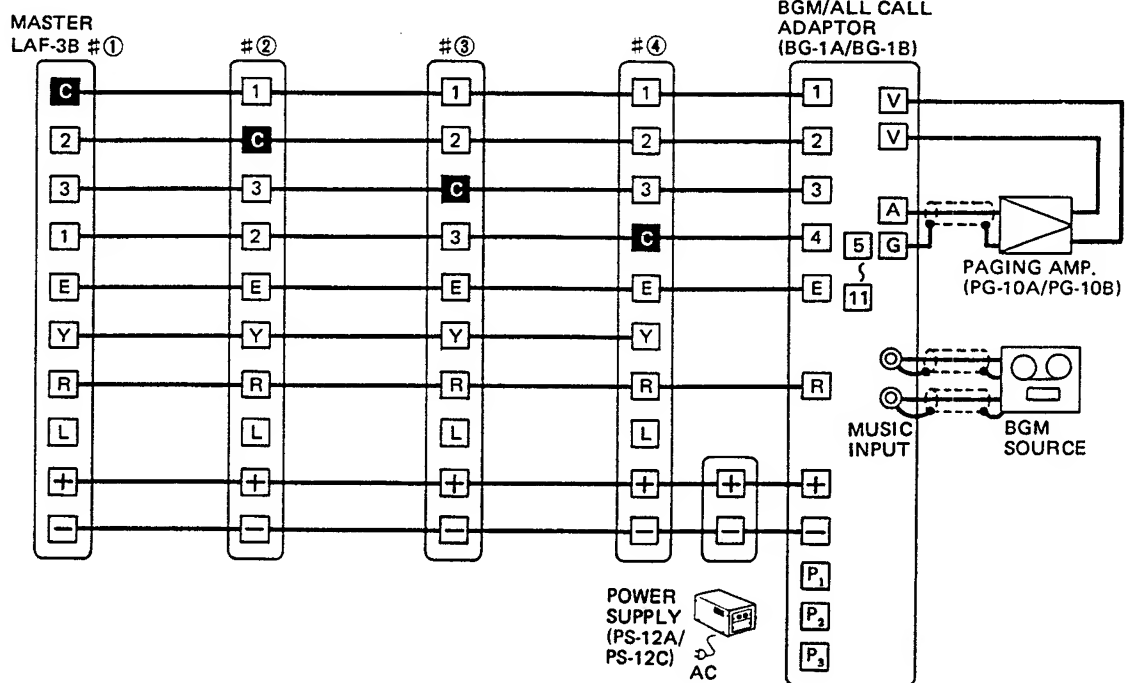 MASTER
LAF-3B #①
#②
#③
#④
BGM/ALL CALL
ADAPTOR
(BG-1A/BG-1B)
C 1 1 1 1 V
2 C 2 2 2 V
3 3 C 3 3 A
1 2 3 C 4 5 G
E E E E E 11
PAGING AMP.
(PG-10A/PG-10B)
Y Y Y Y
R R R R R
L L L L
MUSIC
INPUT
BGM
SOURCE
+ + + + + +
− − − − − −
POWER
SUPPLY
(PS-12A/
PS-12C)
AC
P₁
P₂
P₃